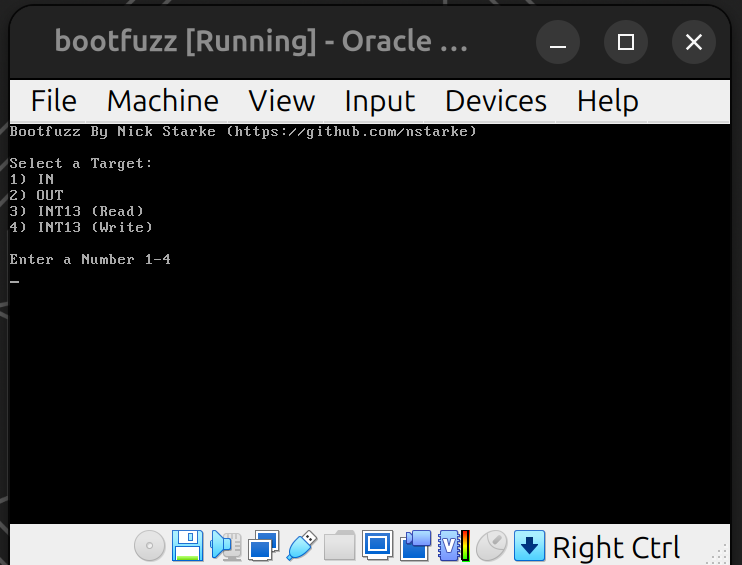 bootfuzz [Running] - Oracle ...
File Machine View Input Devices Help
Bootfuzz By Nick Starke (https://github.com/nstarke)
Select a Target:
1) IN
2) OUT
3) INT13 (Read)
4) INT13 (Write)
Enter a Number 1-4
_
Right Ctrl